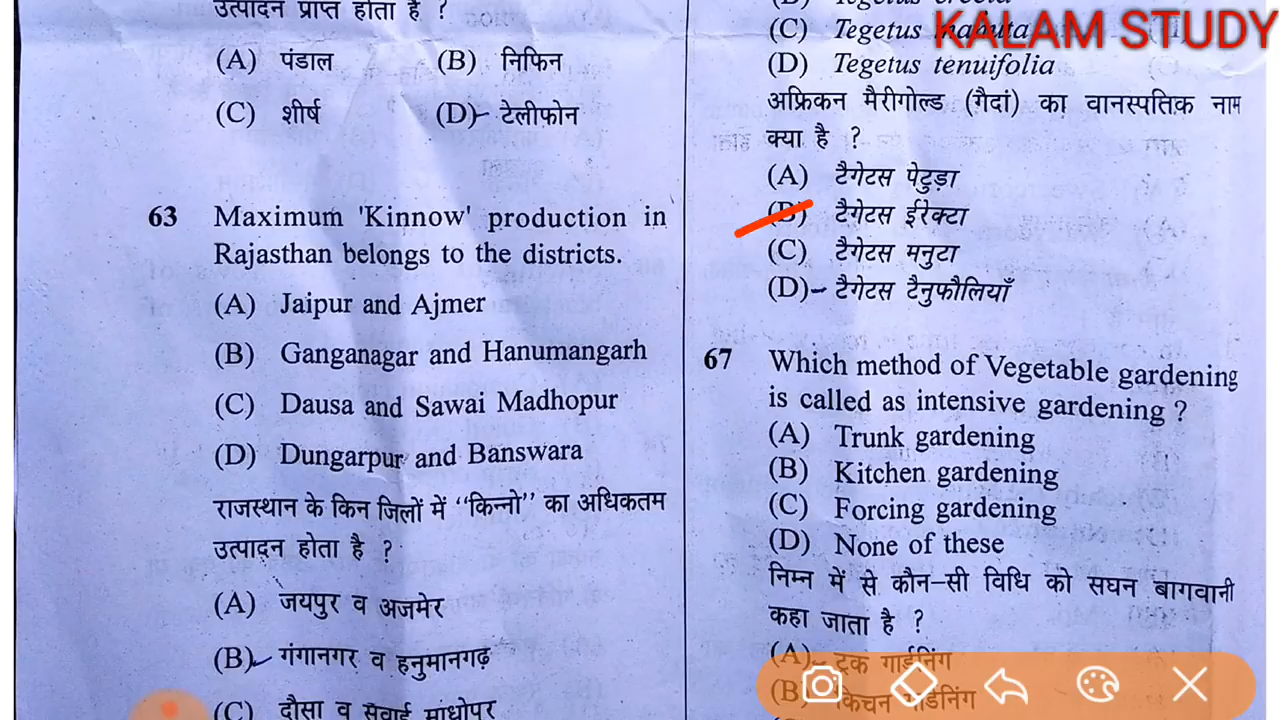 उत्पादन प्राप्त होता है ?
(A) पंडाल (B) निफिन
(C) शीर्ष (D) टेलीफोन
63 Maximum 'Kinnow' production in
Rajasthan belongs to the districts.
(A) Jaipur and Ajmer
(B) Ganganagar and Hanumangarh
(C) Dausa and Sawai Madhopur
(D) Dungarpur and Banswara
राजस्थान के किन जिलों में “किन्नो” का अधिकतम
उत्पादन होता है ?
(A) जयपुर व अजमेर
(B) गंगानगर व हनुमानगढ़
(C) दौसा व सवाई माधोपुर
KALAM STUDY
(C) Tegetus
(D) Tegetus tenuifolia
अफ्रिकन मैरीगोल्ड (गैदां) का वानस्पतिक नाम
क्या है ?
(A) टैगेटस पेटुड़ा
(B) टैगेटस ईरेक्टा
(C) टैगेटस मनुटा
(D) टैगेटस टैनुफौलियाँ
67 Which method of Vegetable gardening
is called as intensive gardening ?
(A) Trunk gardening
(B) Kitchen gardening
(C) Forcing gardening
(D) None of these
निम्न में से कौन-सी विधि को सघन बागवानी
कहा जाता है ?
(A) ट्रक गार्डनिंग
(B) किचन गार्डनिंग